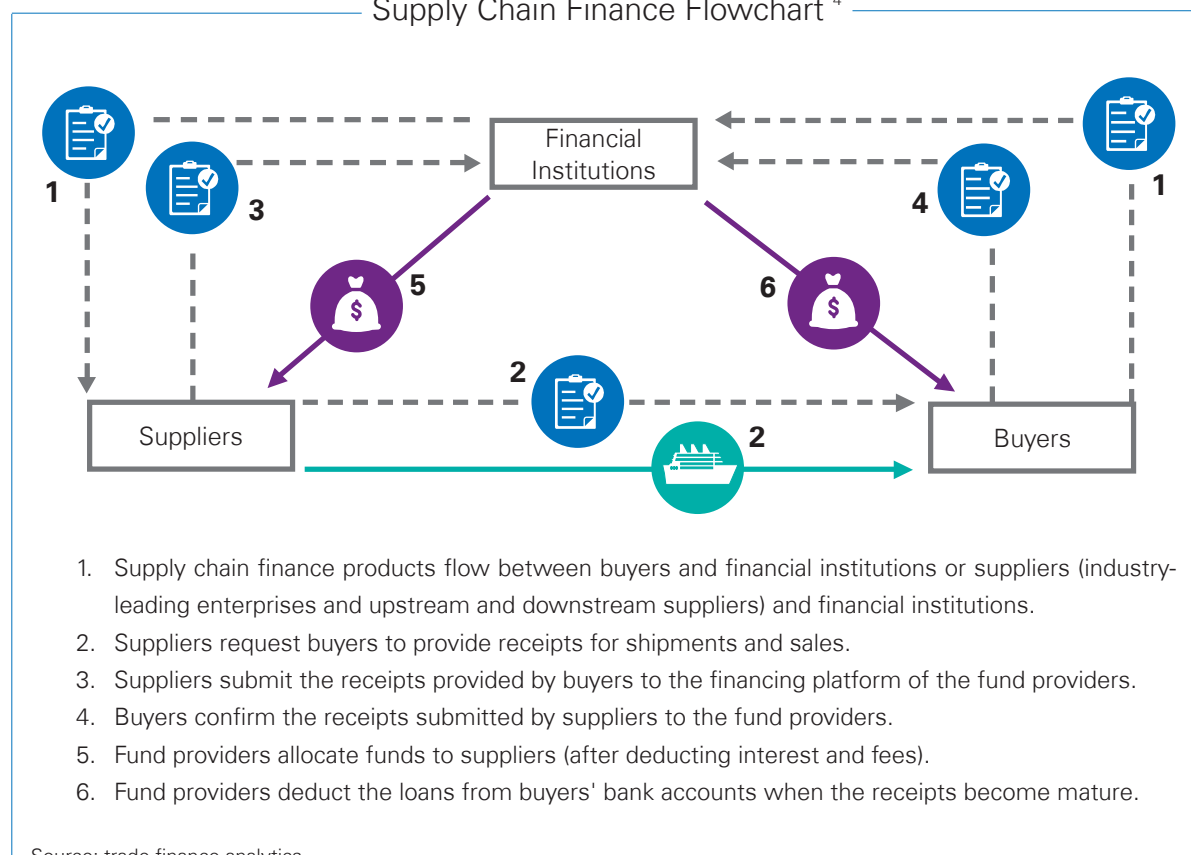 Supply Chain Finance Flowchart 4
Financial
Institutions
1
3
4
1
5
6
2
Suppliers
2
Buyers
1. Supply chain finance products flow between buyers and financial institutions or suppliers (industry-
leading enterprises and upstream and downstream suppliers) and financial institutions.
2. Suppliers request buyers to provide receipts for shipments and sales.
3. Suppliers submit the receipts provided by buyers to the financing platform of the fund providers.
4. Buyers confirm the receipts submitted by suppliers to the fund providers.
5. Fund providers allocate funds to suppliers (after deducting interest and fees).
6. Fund providers deduct the loans from buyers' bank accounts when the receipts become mature.
Source: trade finance analytics